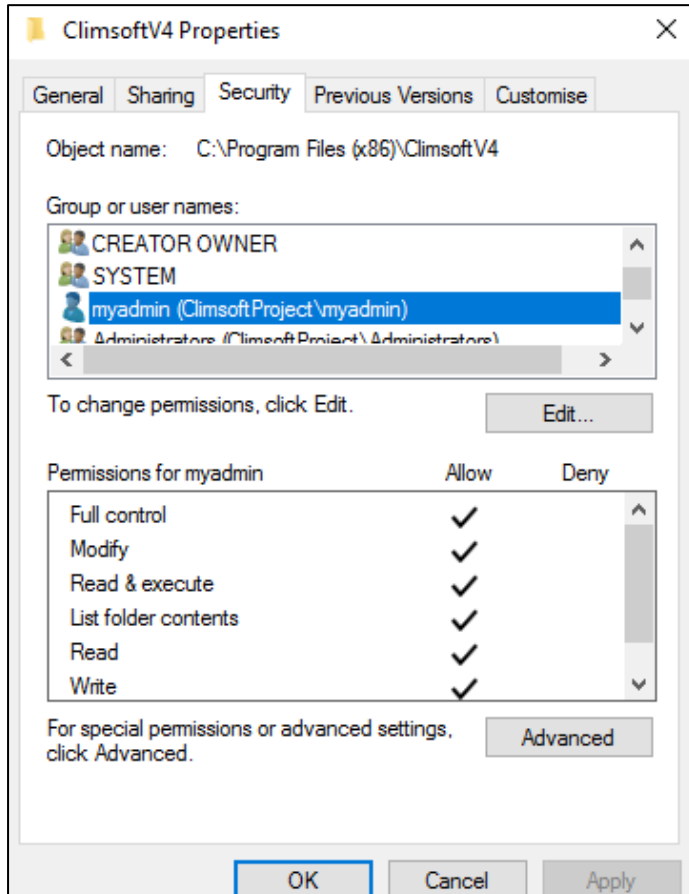 ClimsoftV4 Properties
General Sharing Security Previous Versions Customise
Object name: C:\Program Files (x86)\ClimsoftV4
Group or user names:
CREATOR OWNER
SYSTEM
myadmin (ClimsoftProject\myadmin)
Administrators (ClimsoftProject\Administrators)
To change permissions, click Edit.
Edit...
Permissions for myadmin Allow Deny
Full control
Modify
Read & execute
List folder contents
Read
Write
For special permissions or advanced settings,
click Advanced.
Advanced
OK Cancel Apply